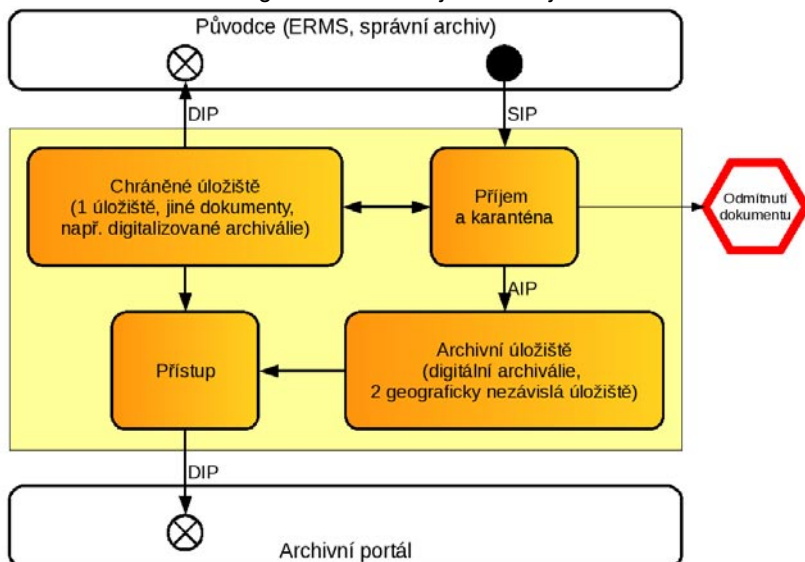 Původce (ERMS, správní archiv)
DIP
SIP
Chráněné úložiště
(1 úložiště, jiné dokumenty,
např. digitalizované archiválie)
Příjem
a karanténa
Odmítnutí
dokumentu
AIP
Přístup
Archivní úložiště
(digitální archiválie,
2 geograficky nezávislá úložiště)
DIP
Archivní portál